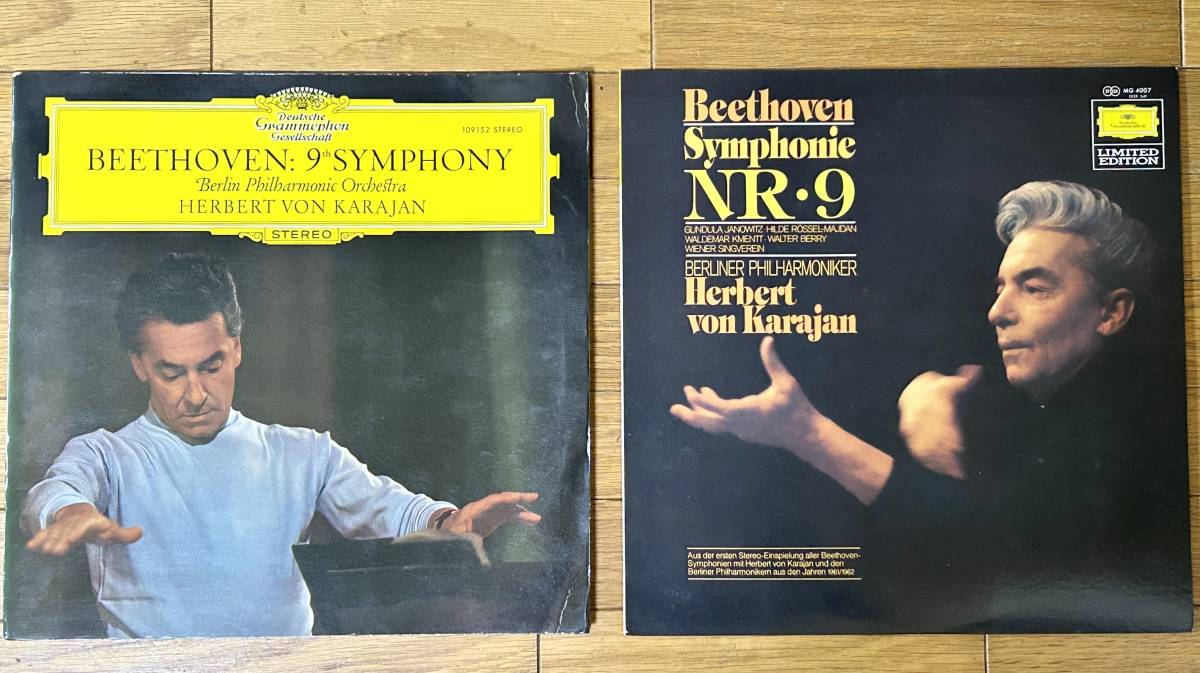 Deutsche
Grammophon
Gesellschaft
109152 STEREO
BEETHOVEN: 9th SYMPHONY
Berlin Philharmonic Orchestra
HERBERT VON KARAJAN
STEREO
Beethoven
Symphonie
NR·9
GUNDULA JANOWITZ · HILDE RÖSSEL-MAJDAN
WALDEMAR KMENTT · WALTER BERRY
WIENER SINGVEREIN
BERLINER PHILHARMONIKER
Herbert
von Karajan
MG 4007
LIMITED
EDITION
Aus der ersten Stereo-Einspielung aller Beethoven-
Symphonien mit Herbert von Karajan und den
Berliner Philharmonikern aus den Jahren 1961/1962